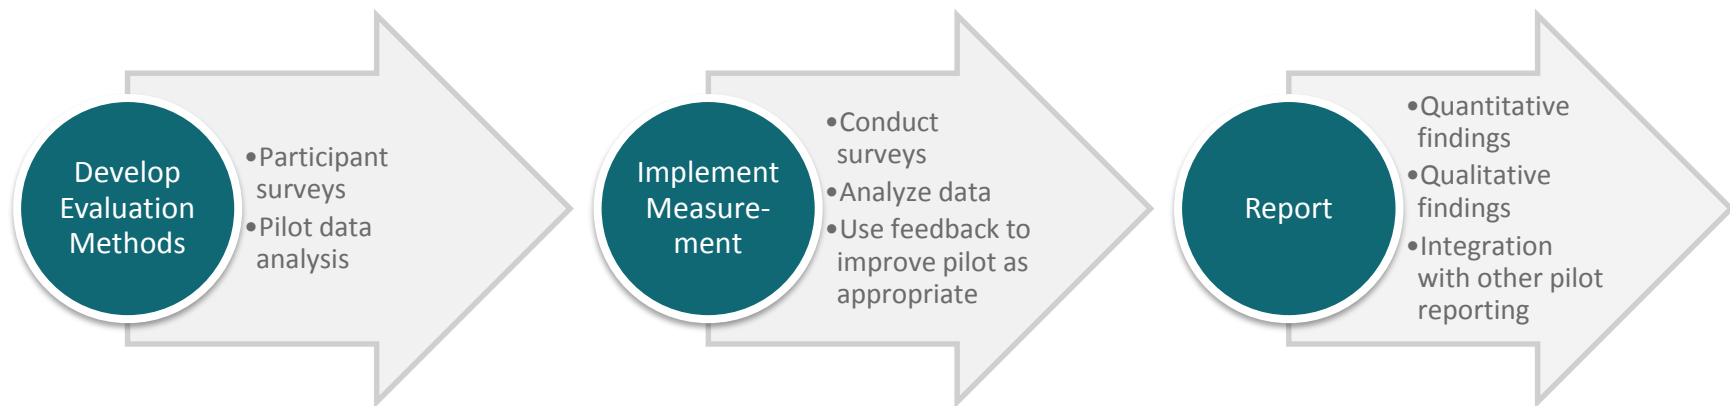 Develop
Evaluation
Methods
•Participant
surveys
•Pilot data
analysis
Implement
Measure-
ment
•Conduct
surveys
•Analyze data
•Use feedback to
improve pilot as
appropriate
Report
•Quantitative
findings
•Qualitative
findings
•Integration
with other pilot
reporting